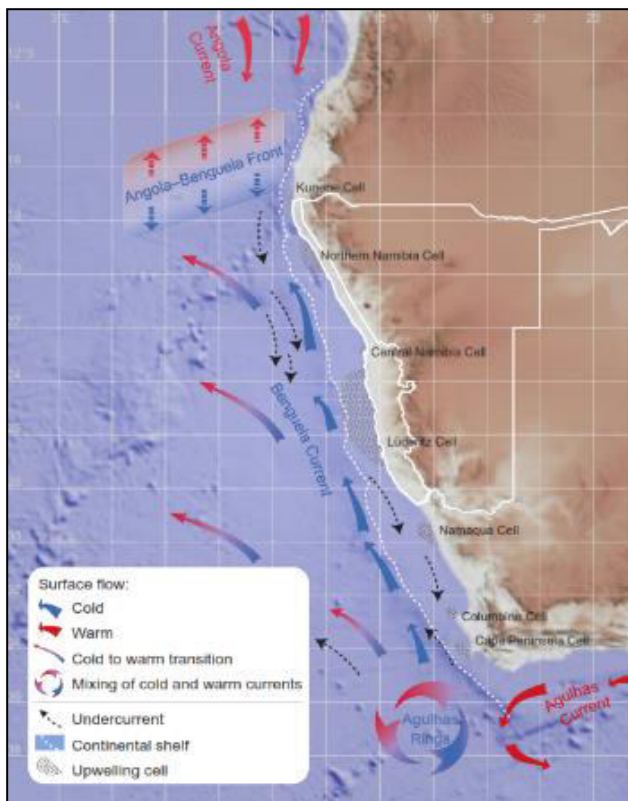 Angola
Current
Angola–Benguela Front
Kunene Cell
Northern Namibia Cell
Central Namibia Cell
Benguela Current
Lüderitz Cell
Namaqua Cell
Columbine Cell
Cape Peninsula Cell
Agulhas
Current
Agulhas
Rings
Surface flow:
Cold
Warm
Cold to warm transition
Mixing of cold and warm currents
Undercurrent
Continental shelf
Upwelling cell